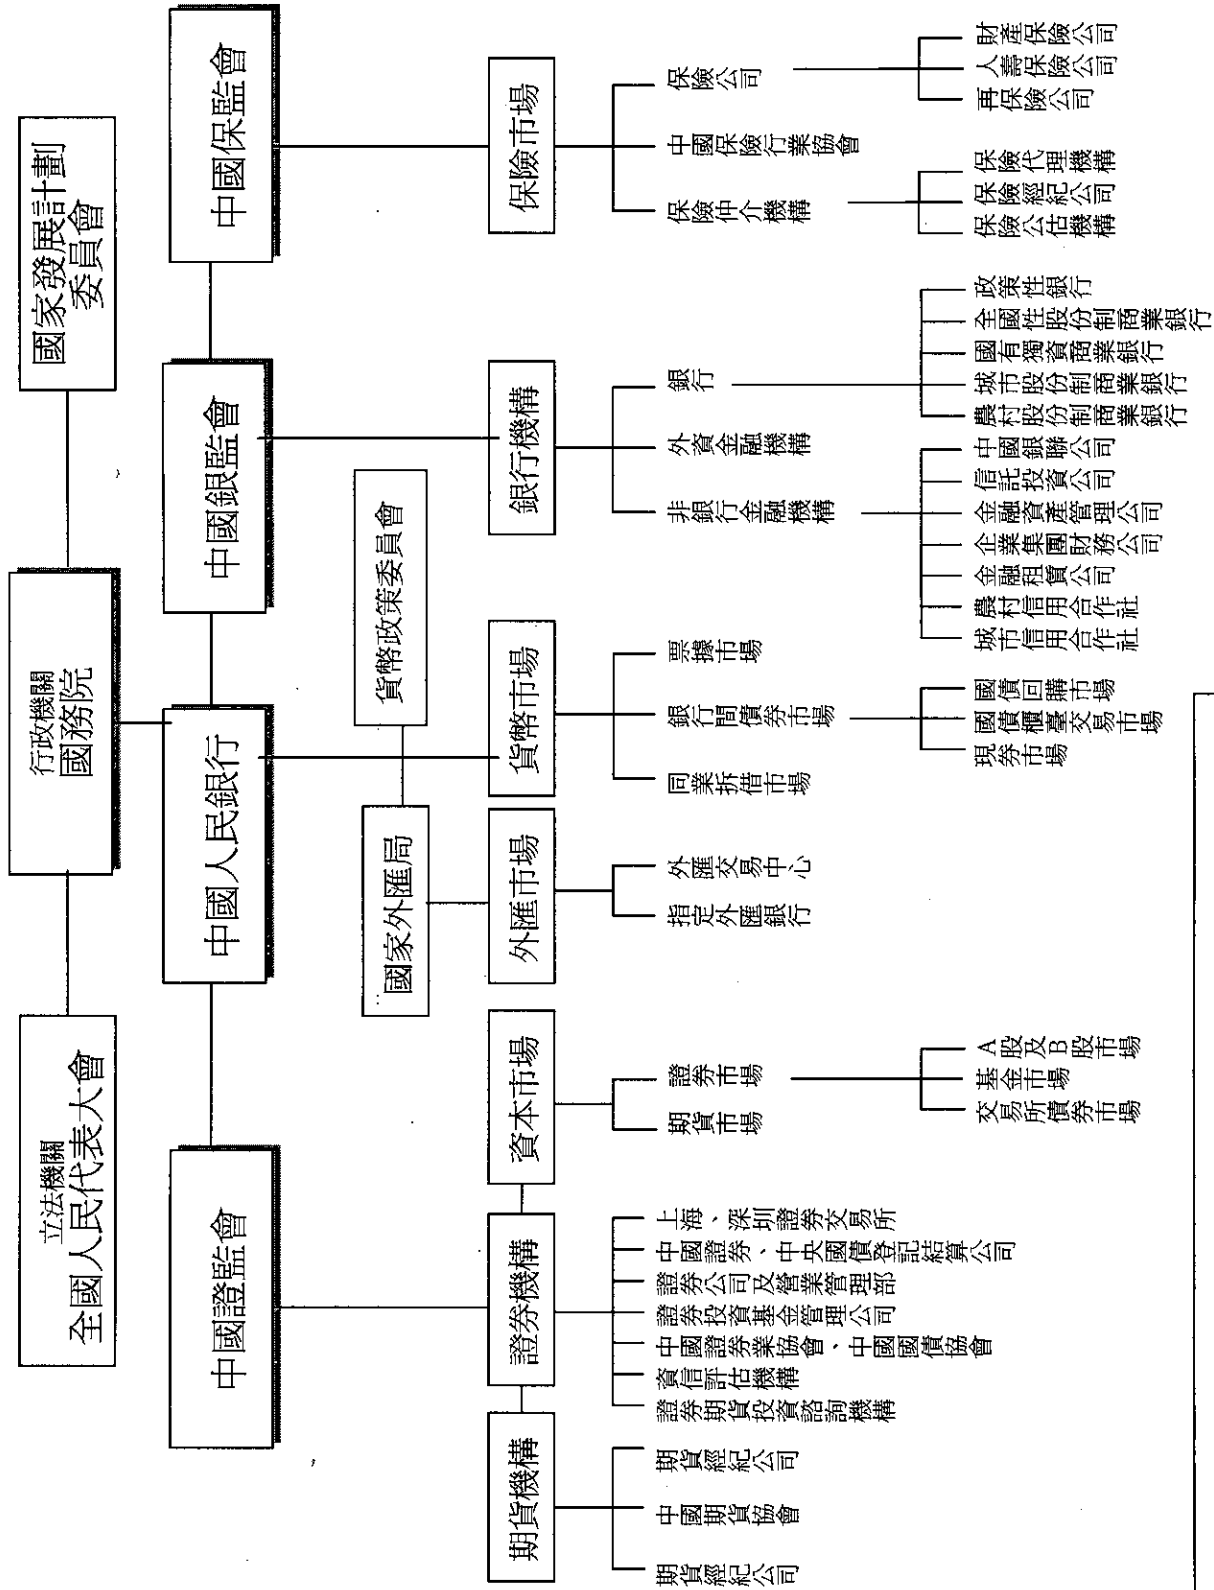 立法機關
全國人民代表大會
行政機關
國務院
國家發展計劃
委員會
中國證監會
中國人民銀行
中國銀監會
中國保監會
國家外匯局
貨幣政策委員會
期貨機構
證券機構
資本市場
外匯市場
貨幣市場
銀行機構
保險市場
期貨經紀公司
中國期貨協會
期貨經紀公司
證券期貨投資諮詢機構
資信評估機構
中國證券業協會、中國國債協會
證券投資基金管理公司
證券公司及營業管理部
中國證券、中央國債登記結算公司
上海、深圳證券交易所
期貨市場
證券市場
交易所債券市場
基金市場
A股及B股市場
指定外匯銀行
外匯交易中心
同業拆借市場
銀行間債券市場
票據市場
現券市場
國債櫃臺交易市場
國債回購市場
非銀行金融機構
外資金融機構
銀行
城市信用合作社
農村信用合作社
金融租賃公司
企業集團財務公司
金融資產管理公司
信託投資公司
中國銀聯公司
農村股份制商業銀行
城市股份制商業銀行
國有獨資商業銀行
全國性股份制商業銀行
政策性銀行
保險仲介機構
中國保險行業協會
保險公司
保險公估機構
保險經紀公司
保險代理機構
再保險公司
人壽保險公司
財產保險公司